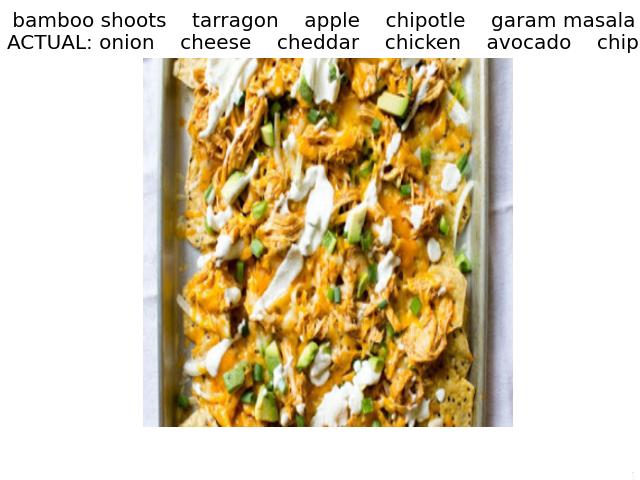 bamboo shoots tarragon apple chipotle garam masala
ACTUAL: onion cheese cheddar chicken avocado chip